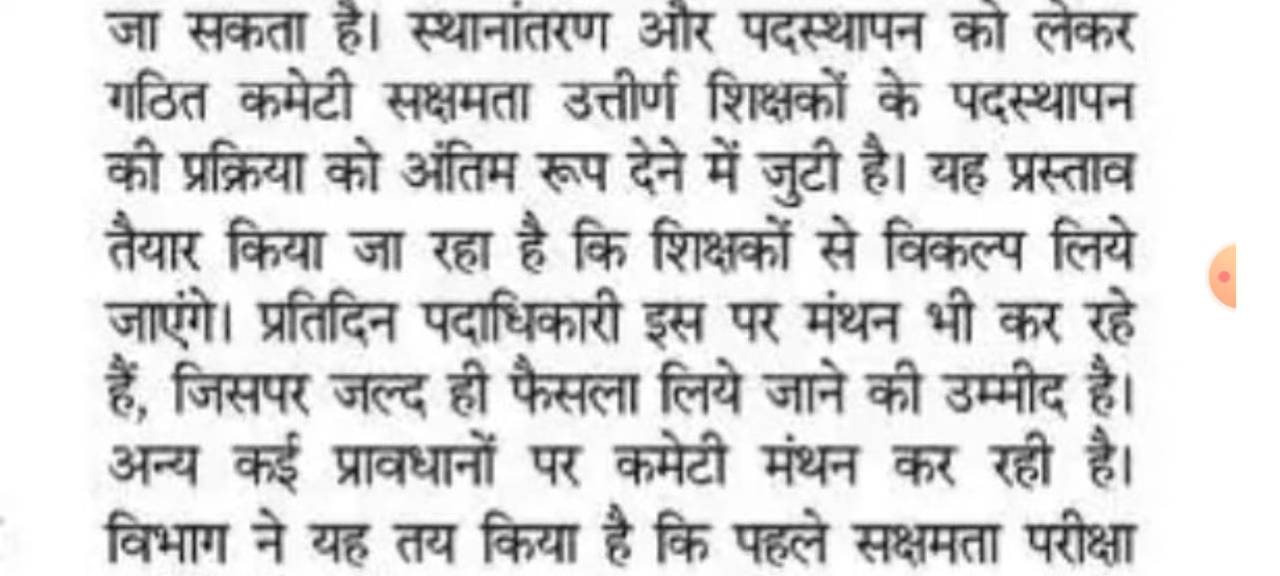 जा सकता है। स्थानांतरण और पदस्थापन को लेकर
गठित कमेटी सक्षमता उत्तीर्ण शिक्षकों के पदस्थापन
की प्रक्रिया को अंतिम रूप देने में जुटी है। यह प्रस्ताव
तैयार किया जा रहा है कि शिक्षकों से विकल्प लिये
जाएंगे। प्रतिदिन पदाधिकारी इस पर मंथन भी कर रहे
हैं, जिसपर जल्द ही फैसला लिये जाने की उम्मीद है।
अन्य कई प्रावधानों पर कमेटी मंथन कर रही है।
विभाग ने यह तय किया है कि पहले सक्षमता परीक्षा